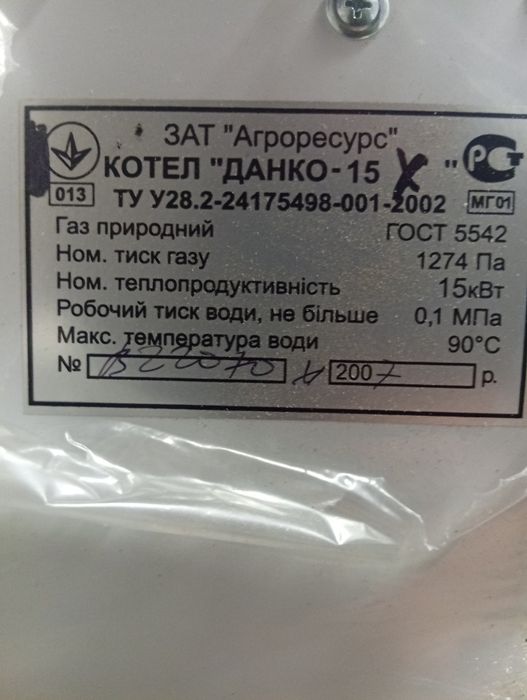 ЗАТ "Агроресурс"
КОТЕЛ "ДАНКО-15 "
013 ТУ У28.2-24175498-001-2002 МГ01
Газ природний ГОСТ 5542
Ном. тиск газу 1274 Па
Ном. теплопродуктивність 15кВт
Робочий тиск води, не більше 0,1 МПа
Макс. температура води 90°С
№ 22070 2007 р.